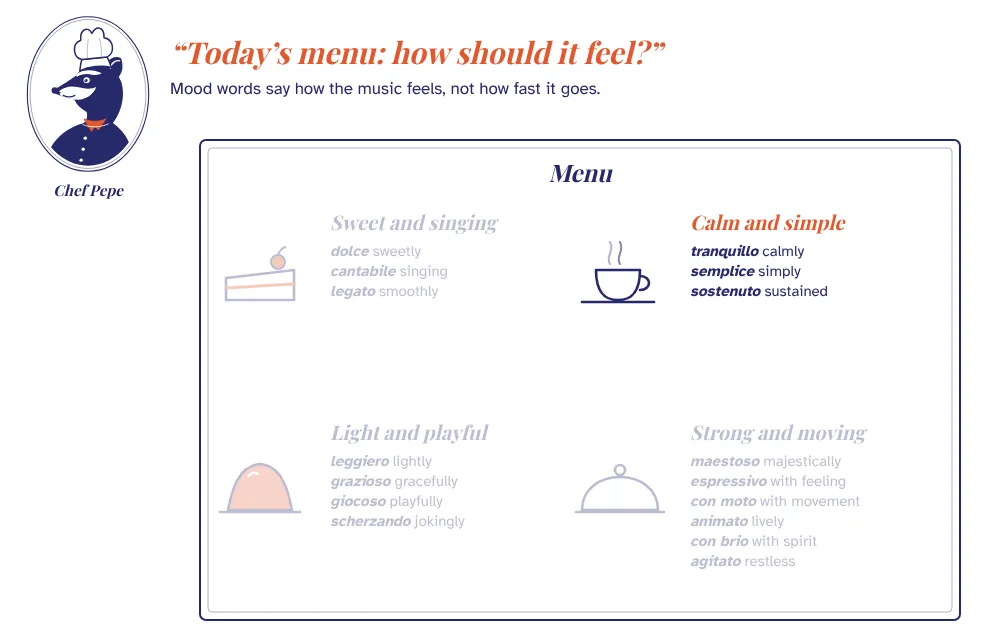 “Today’s menu: how should it feel?”
Mood words say how the music feels, not how fast it goes.
Chef Pepe
Menu
Sweet and singing
dolce sweetly
cantabile singing
legato smoothly
Calm and simple
tranquillo calmly
semplice simply
sostenuto sustained
Light and playful
leggiero lightly
grazioso gracefully
giocoso playfully
scherzando jokingly
Strong and moving
maestoso majestically
espressivo with feeling
con moto with movement
animato lively
con brio with spirit
agitato restless